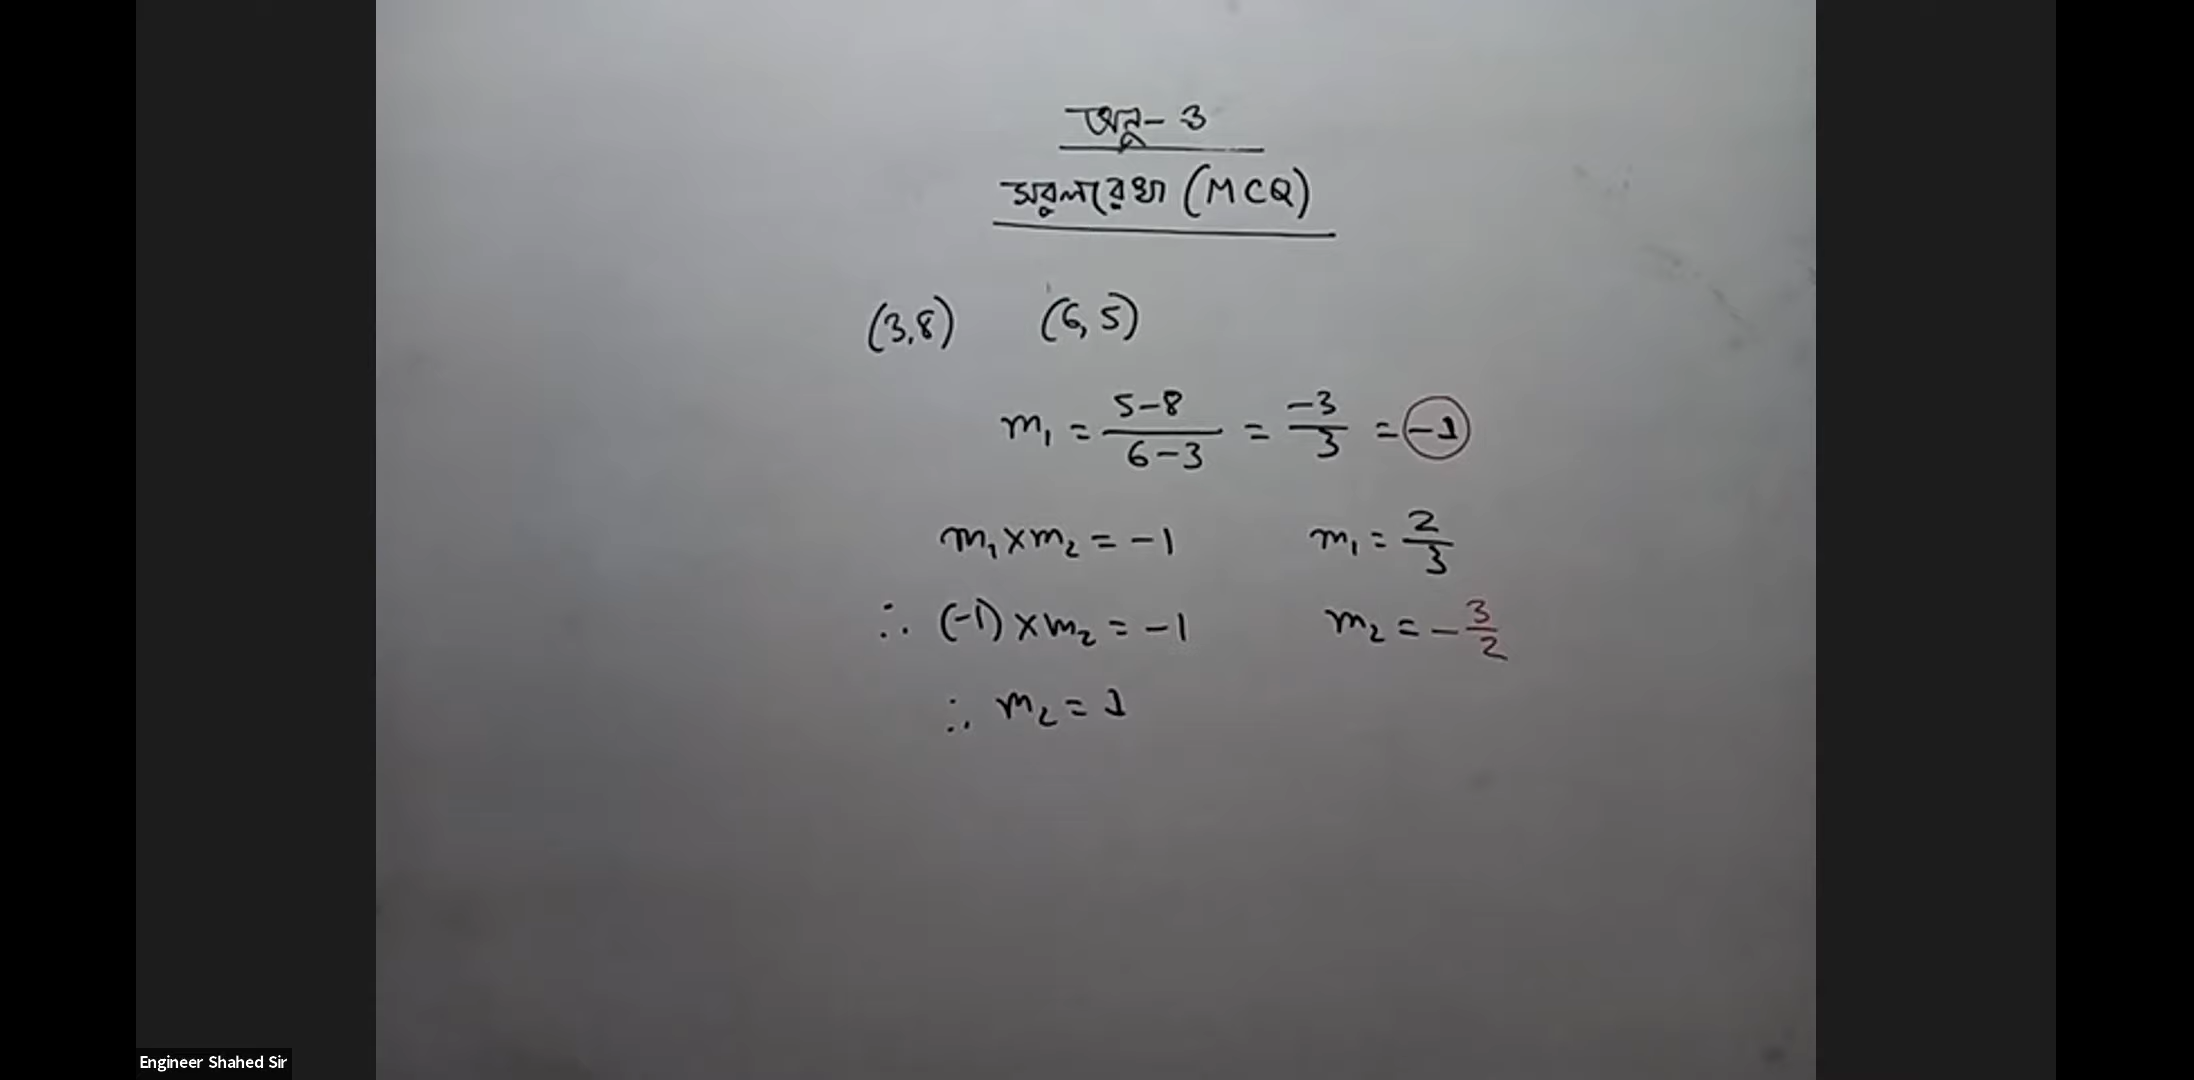 অনু- ৩
সরলরেখা (MCQ)
(3,8) (6,5)
m₁ = 5-8/6-3 = -3/3 = -1
m₁ × m₂ = -1 m₁ = 2/3
∴ (-1) × m₂ = -1 m₂ = -3/2
∴ m₂ = 1
Engineer Shahed Sir